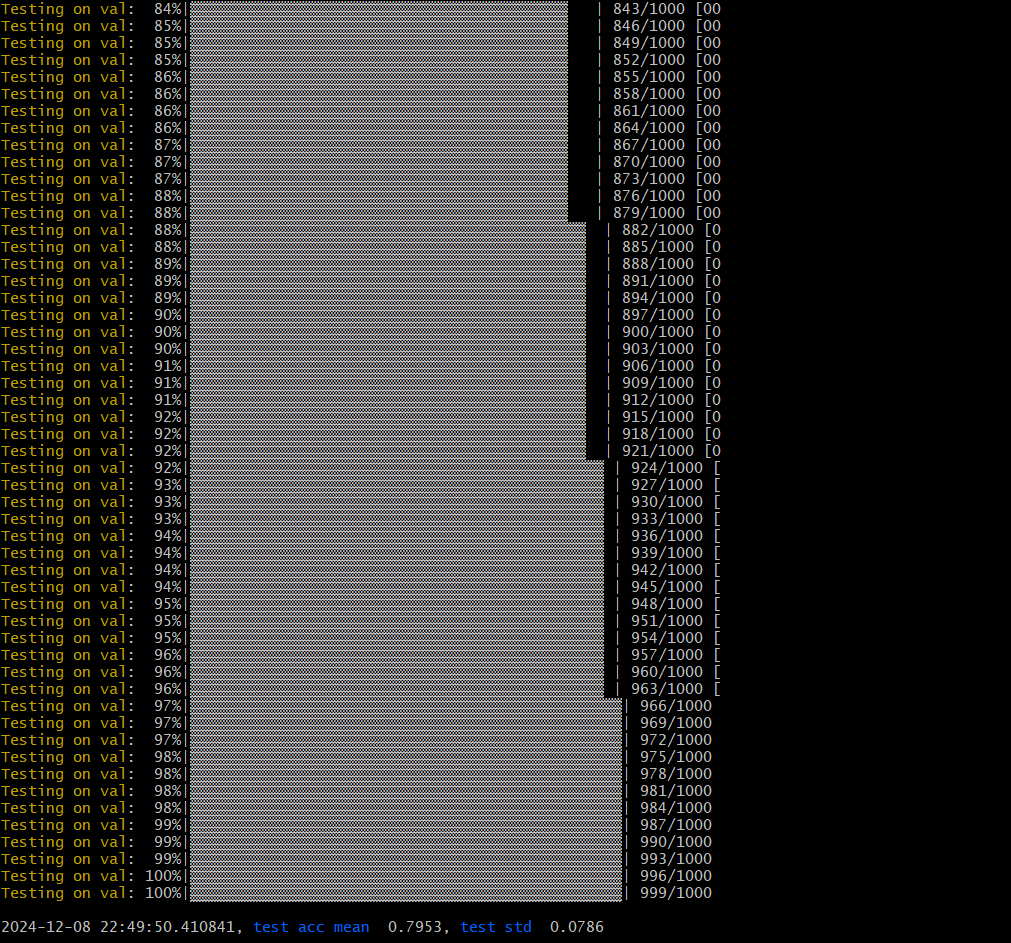 Testing on val:  84%| | 843/1000 [00
Testing on val:  85%| | 846/1000 [00
Testing on val:  85%| | 849/1000 [00
Testing on val:  85%| | 852/1000 [00
Testing on val:  86%| | 855/1000 [00
Testing on val:  86%| | 858/1000 [00
Testing on val:  86%| | 861/1000 [00
Testing on val:  86%| | 864/1000 [00
Testing on val:  87%| | 867/1000 [00
Testing on val:  87%| | 870/1000 [00
Testing on val:  87%| | 873/1000 [00
Testing on val:  88%| | 876/1000 [00
Testing on val:  88%| | 879/1000 [00
Testing on val:  88%| | 882/1000 [0
Testing on val:  88%| | 885/1000 [0
Testing on val:  89%| | 888/1000 [0
Testing on val:  89%| | 891/1000 [0
Testing on val:  89%| | 894/1000 [0
Testing on val:  90%| | 897/1000 [0
Testing on val:  90%| | 900/1000 [0
Testing on val:  90%| | 903/1000 [0
Testing on val:  91%| | 906/1000 [0
Testing on val:  91%| | 909/1000 [0
Testing on val:  91%| | 912/1000 [0
Testing on val:  92%| | 915/1000 [0
Testing on val:  92%| | 918/1000 [0
Testing on val:  92%| | 921/1000 [0
Testing on val:  92%| | 924/1000 [
Testing on val:  93%| | 927/1000 [
Testing on val:  93%| | 930/1000 [
Testing on val:  93%| | 933/1000 [
Testing on val:  94%| | 936/1000 [
Testing on val:  94%| | 939/1000 [
Testing on val:  94%| | 942/1000 [
Testing on val:  94%| | 945/1000 [
Testing on val:  95%| | 948/1000 [
Testing on val:  95%| | 951/1000 [
Testing on val:  95%| | 954/1000 [
Testing on val:  96%| | 957/1000 [
Testing on val:  96%| | 960/1000 [
Testing on val:  96%| | 963/1000 [
Testing on val:  97%| | 966/1000
Testing on val:  97%| | 969/1000
Testing on val:  97%| | 972/1000
Testing on val:  98%| | 975/1000
Testing on val:  98%| | 978/1000
Testing on val:  98%| | 981/1000
Testing on val:  98%| | 984/1000
Testing on val:  99%| | 987/1000
Testing on val:  99%| | 990/1000
Testing on val:  99%| | 993/1000
Testing on val: 100%| | 996/1000
Testing on val: 100%| | 999/1000
2024-12-08 22:49:50.410841, test acc mean  0.7953, test std  0.0786